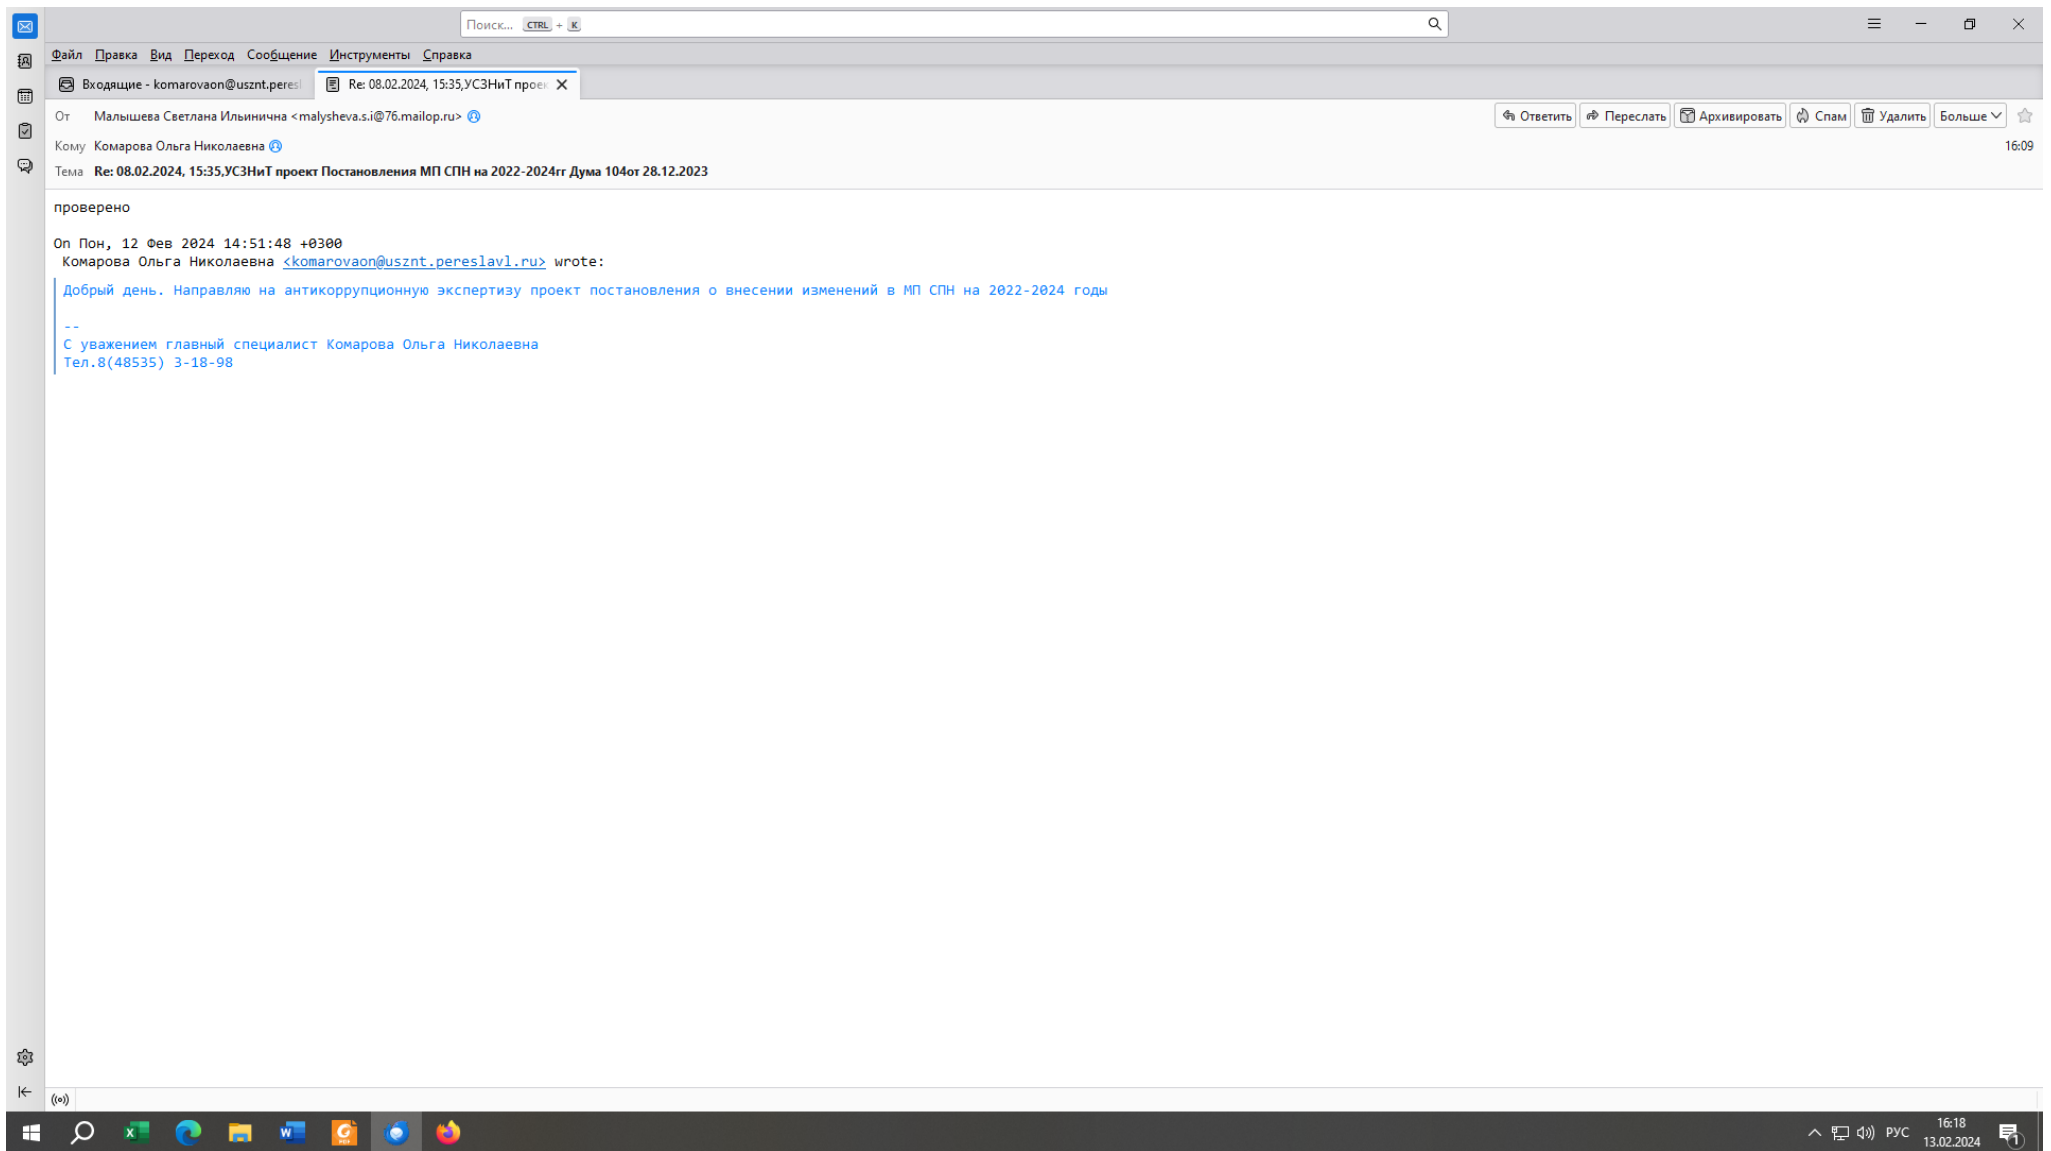 Поиск... CTRL + K
Файл Правка Вид Переход Сообщение Инструменты Справка
Входящие - komarovaon@usznt.peresl
Re: 08.02.2024, 15:35,УСЗНиТ проек
От Малышева Светлана Ильинична <malysheva.s.i@76.mailop.ru>
Ответить Переслать Архивировать Спам Удалить Больше
Кому Комарова Ольга Николаевна
16:09
Тема Re: 08.02.2024, 15:35,УСЗНиТ проект Постановления МП СПН на 2022-2024гг Дума 104от 28.12.2023
проверено
On Пон, 12 Фев 2024 14:51:48 +0300
Комарова Ольга Николаевна <komarovaon@usznt.pereslavl.ru> wrote:
Добрый день. Направляю на антикоррупционную экспертизу проект постановления о внесении изменений в МП СПН на 2022-2024 годы
--
С уважением главный специалист Комарова Ольга Николаевна
Тел.8(48535) 3-18-98
РУС
16:18
13.02.2024
1